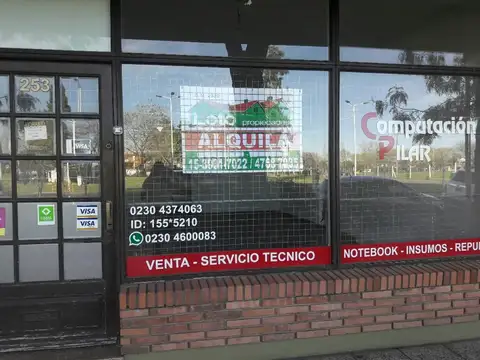 253
VISA
VISA
VISA
propiedades
ALQUILA
0230 4374063
ID: 155*5210
0230 4600083
VENTA - SERVICIO TECNICO
Computación
PILAR
NOTEBOOK - INSUMOS - REPU